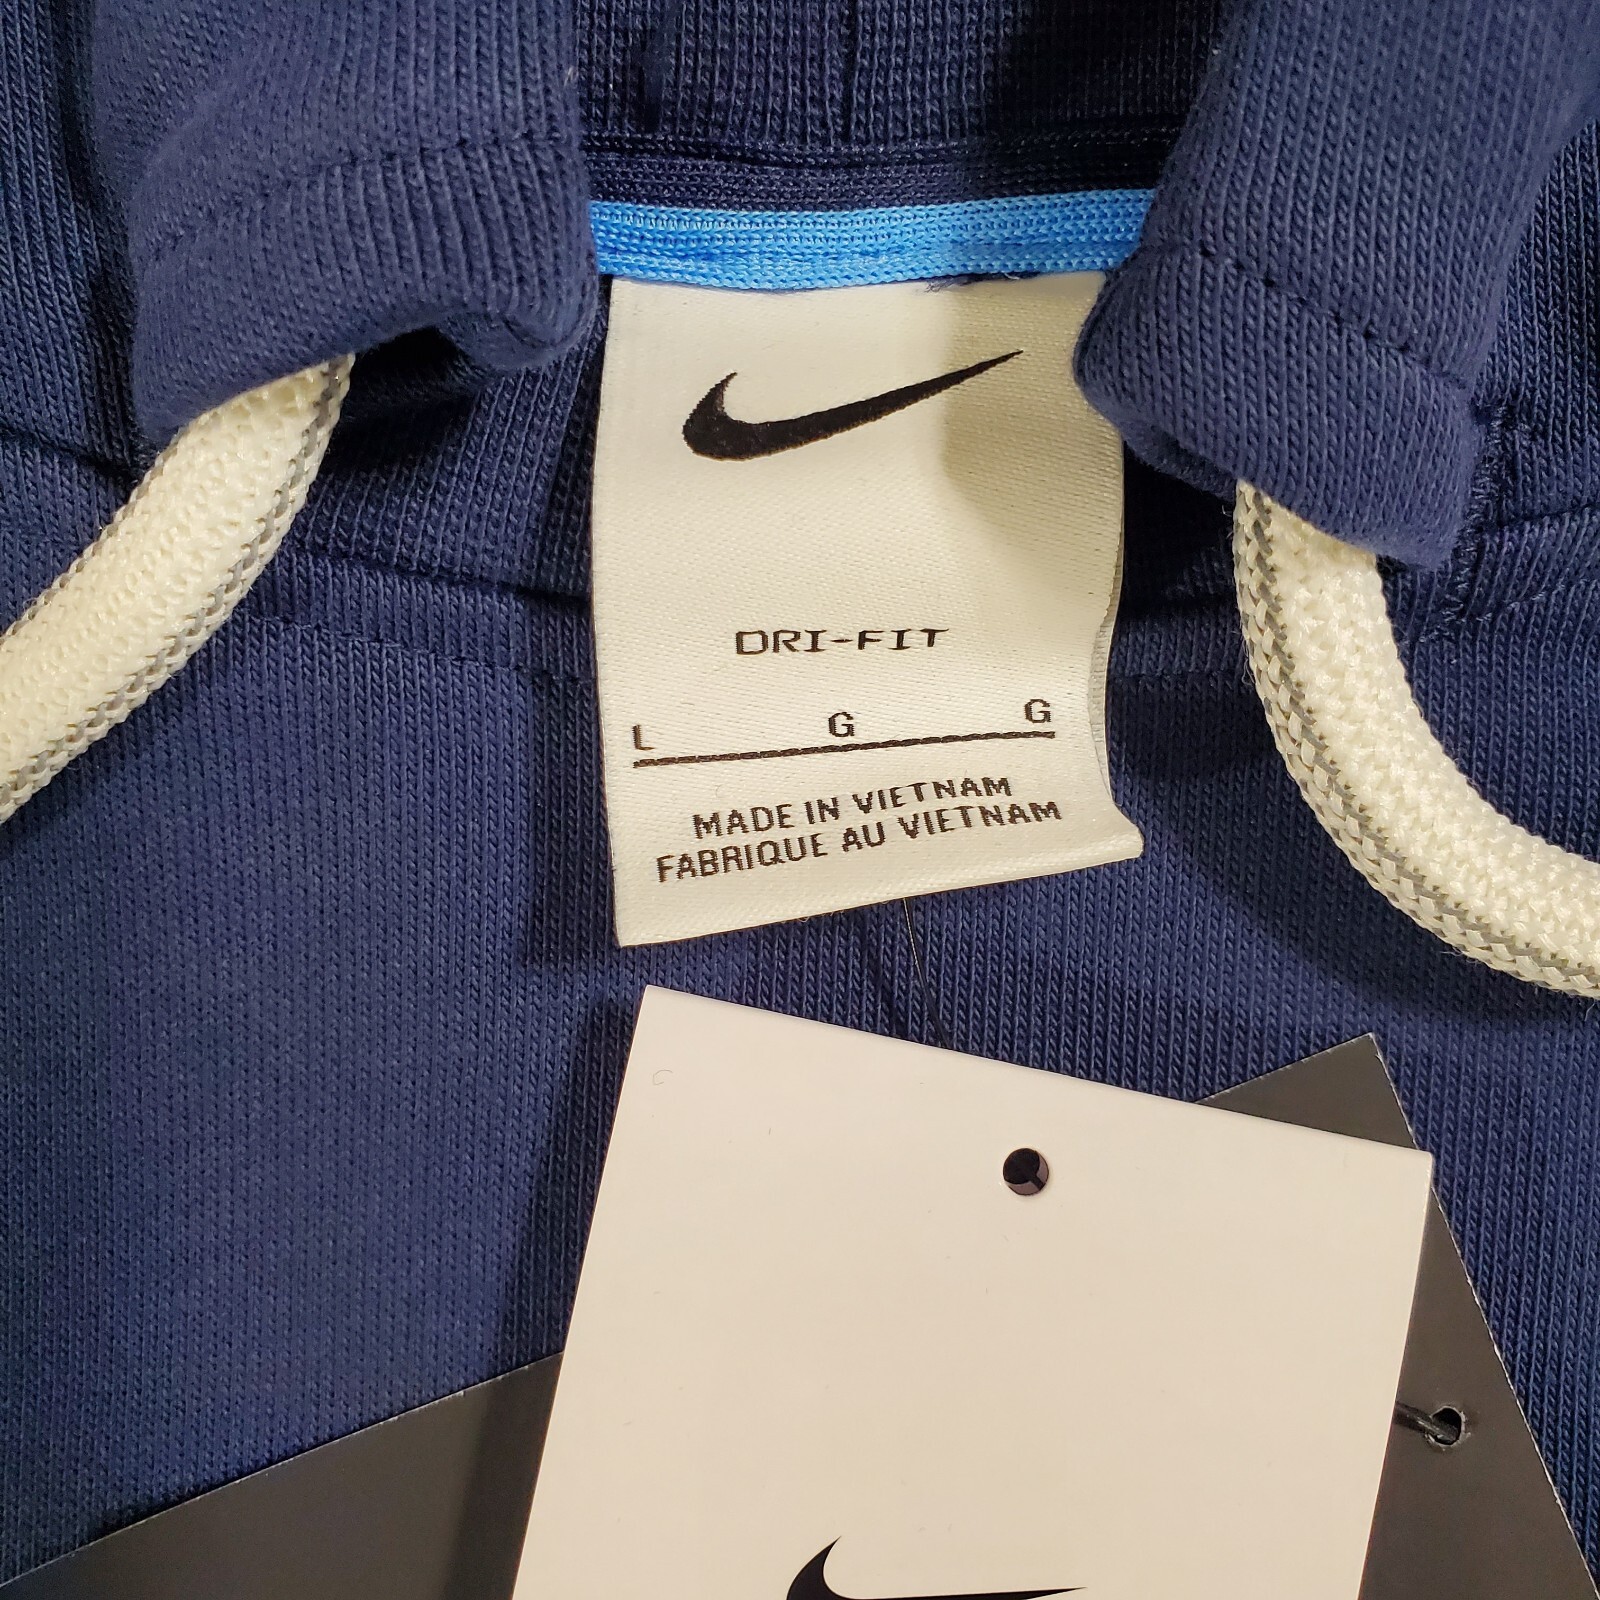 DRI-FIT
L G G
MADE IN VIETNAM
FABRIQUE AU VIETNAM